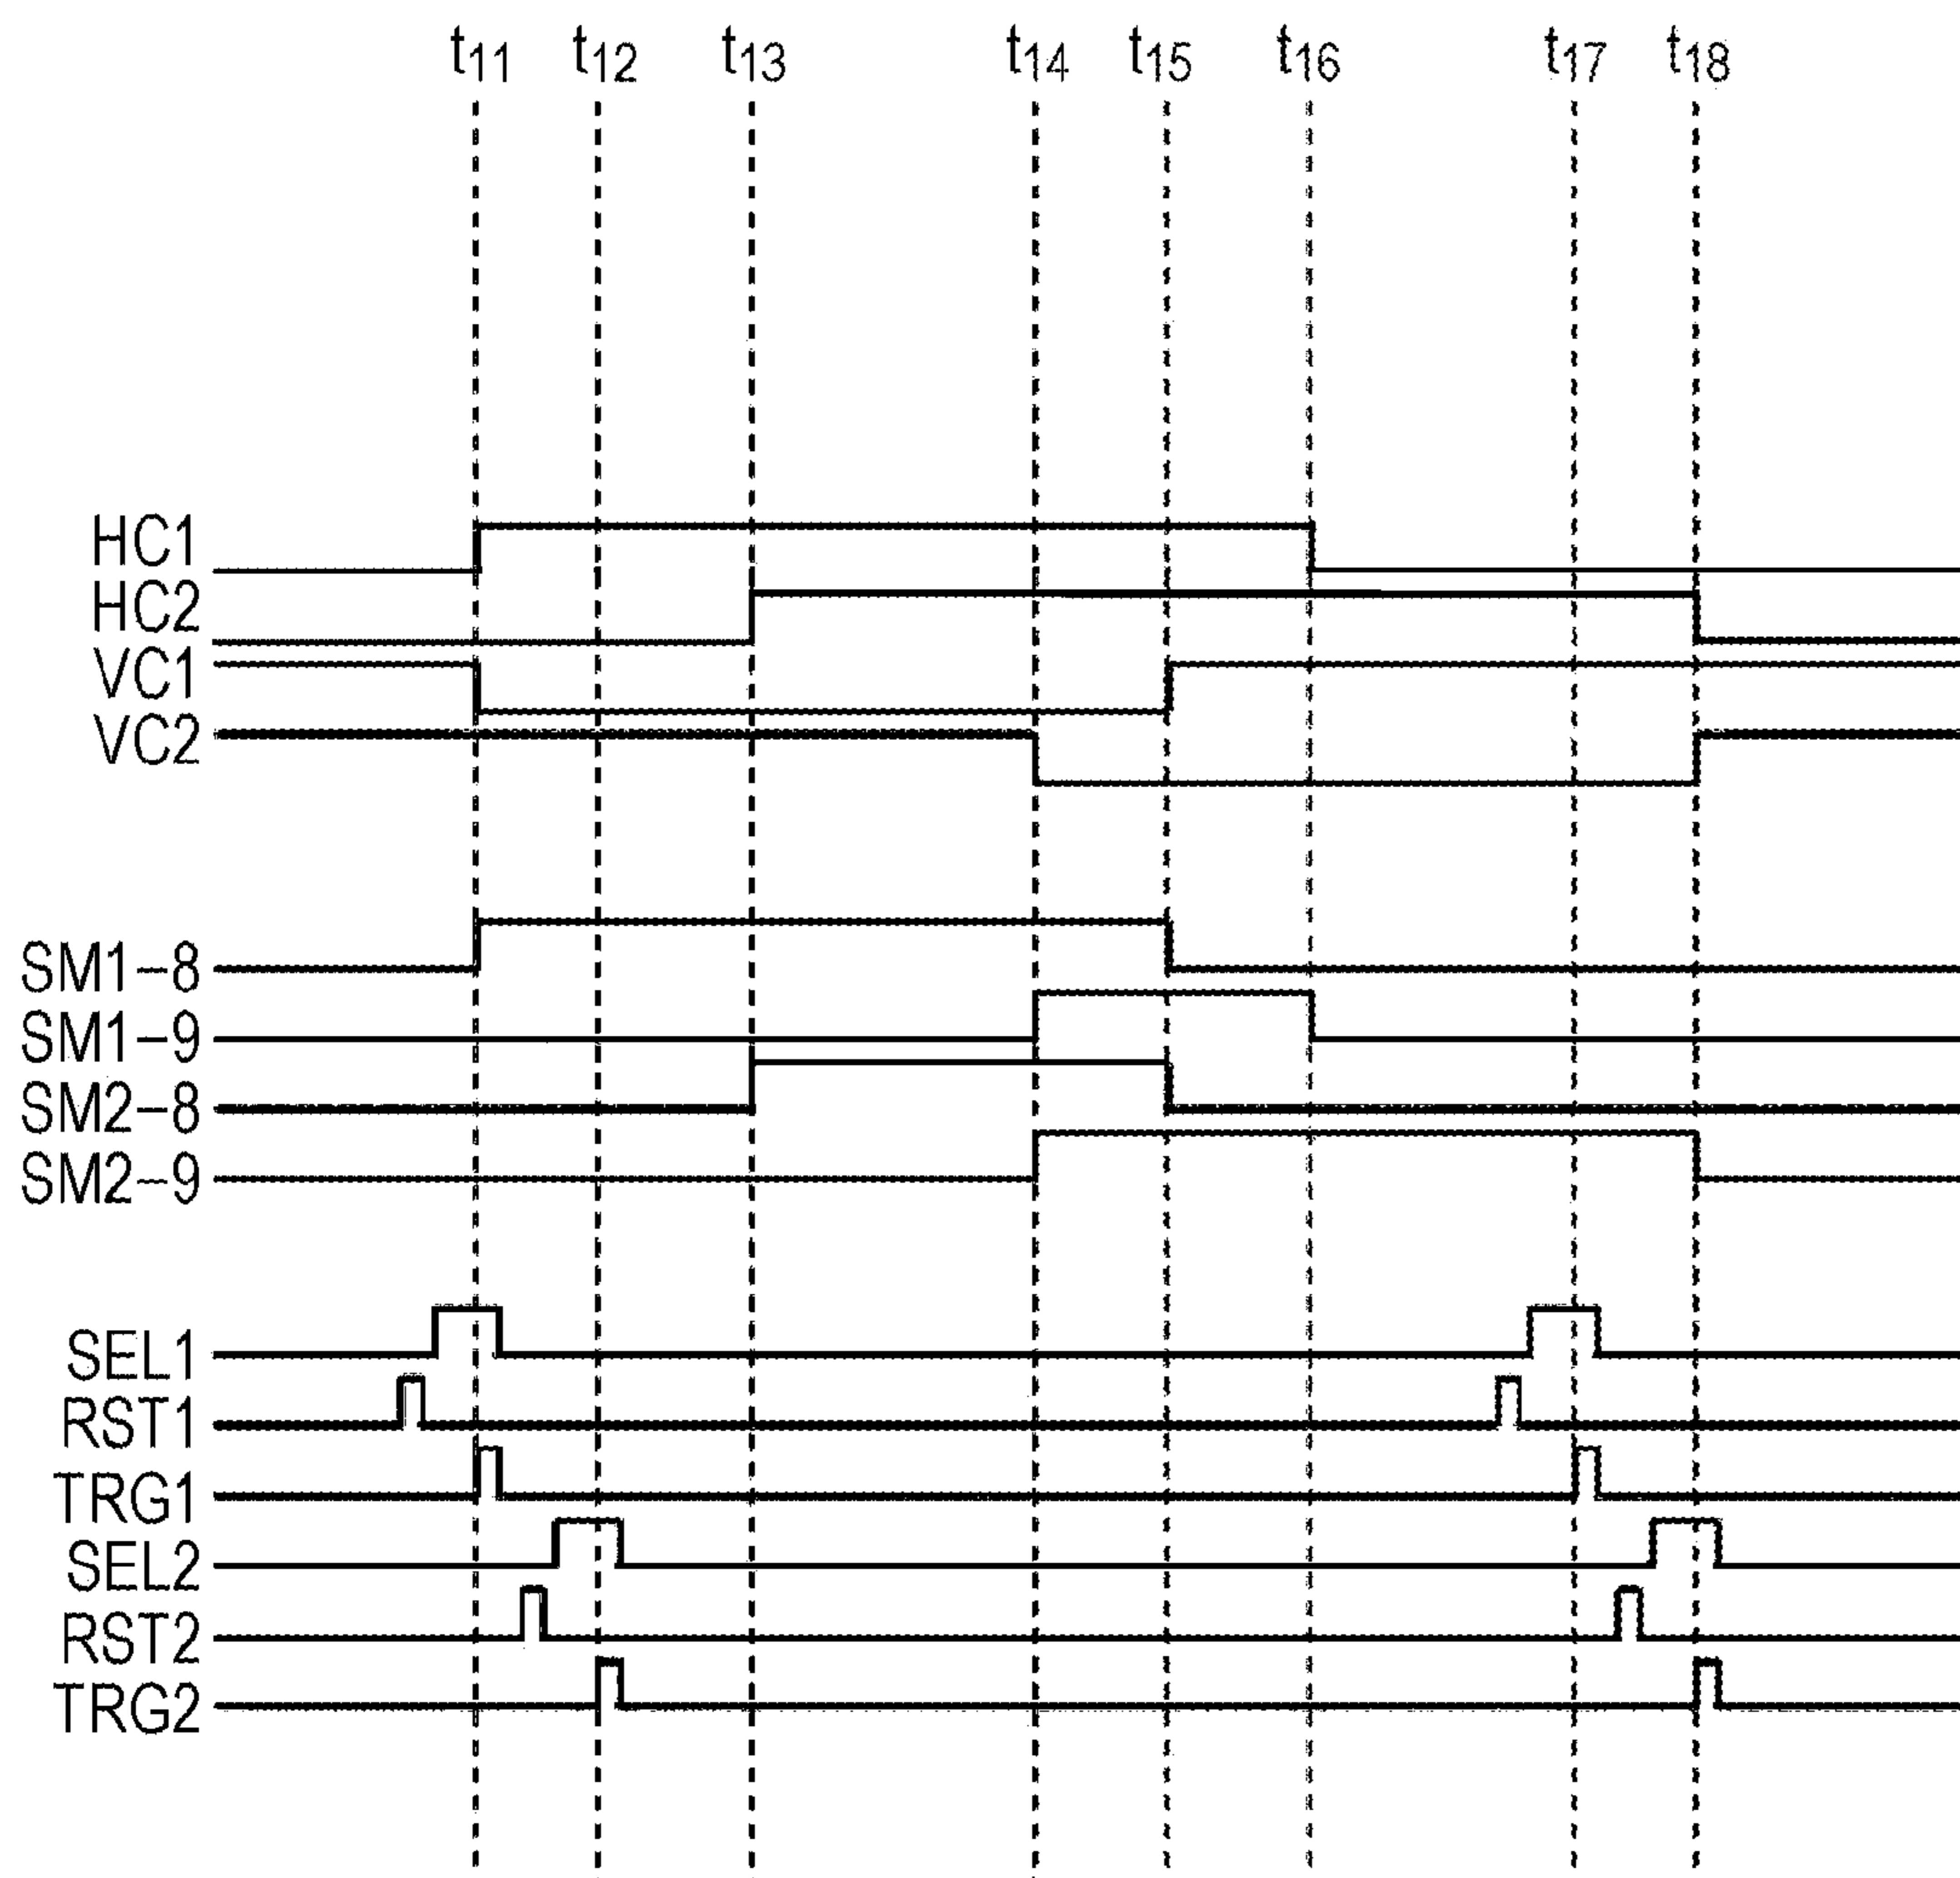 t11 t12 t13 t14 t15 t16 t17 t18
HC1
HC2
VC1
VC2
SM1-8
SM1-9
SM2-8
SM2-9
SEL1
RST1
TRG1
SEL2
RST2
TRG2